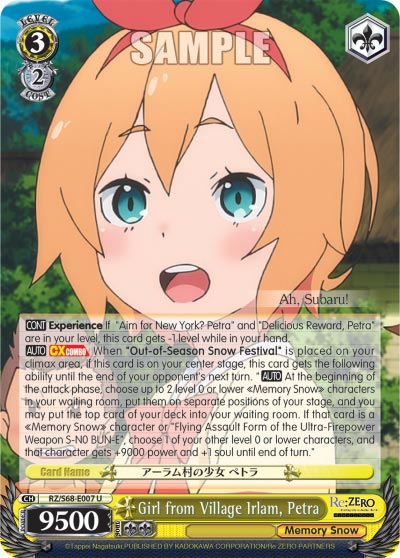 LEVEL
3
2
COST
SAMPLE
Ah, Subaru!
CONT Experience If "Aim for New York? Petra" and "Delicious Reward, Petra"
are in your level, this card gets -1 level while in your hand.
AUTO CX COMBO When "Out-of-Season Snow Festival" is placed on your
climax area, if this card is on your center stage, this card gets the following
ability until the end of your opponent's next turn. "AUTO At the beginning of
the attack phase, choose up to 2 level 0 or lower «Memory Snow» characters
in your waiting room, put them on separate positions of your stage, and you
may put the top card of your deck into your waiting room. If that card is a
«Memory Snow» character or "Flying Assault Form of the Ultra-Firepower
Weapon S-N0 BUN-E", choose 1 of your other level 0 or lower characters, and
that character gets +9000 power and +1 soul until end of turn."
Card Name アーラム村の少女 ペトラ
CH RZ/S68-E007 U
POWER 9500 SOUL Girl from Village Irlam, Petra
Re:ZERO
Memory Snow
©Tappei Nagatsuki,PUBLISHED BY KADOKAWA CORPORATION/Re:ZERO PARTNERS